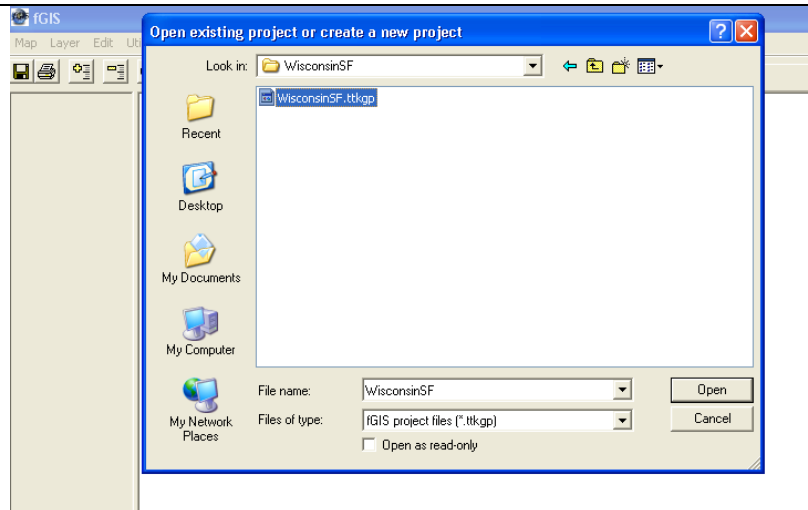 fGIS
Map Layer Edit Uti
Open existing project or create a new project
Look in: WisconsinSF
WisconsinSF.ttkgp
Recent
Desktop
My Documents
My Computer
My Network
Places
File name: WisconsinSF Open
Files of type: fGIS project files (*.ttkgp) Cancel
Open as read-only